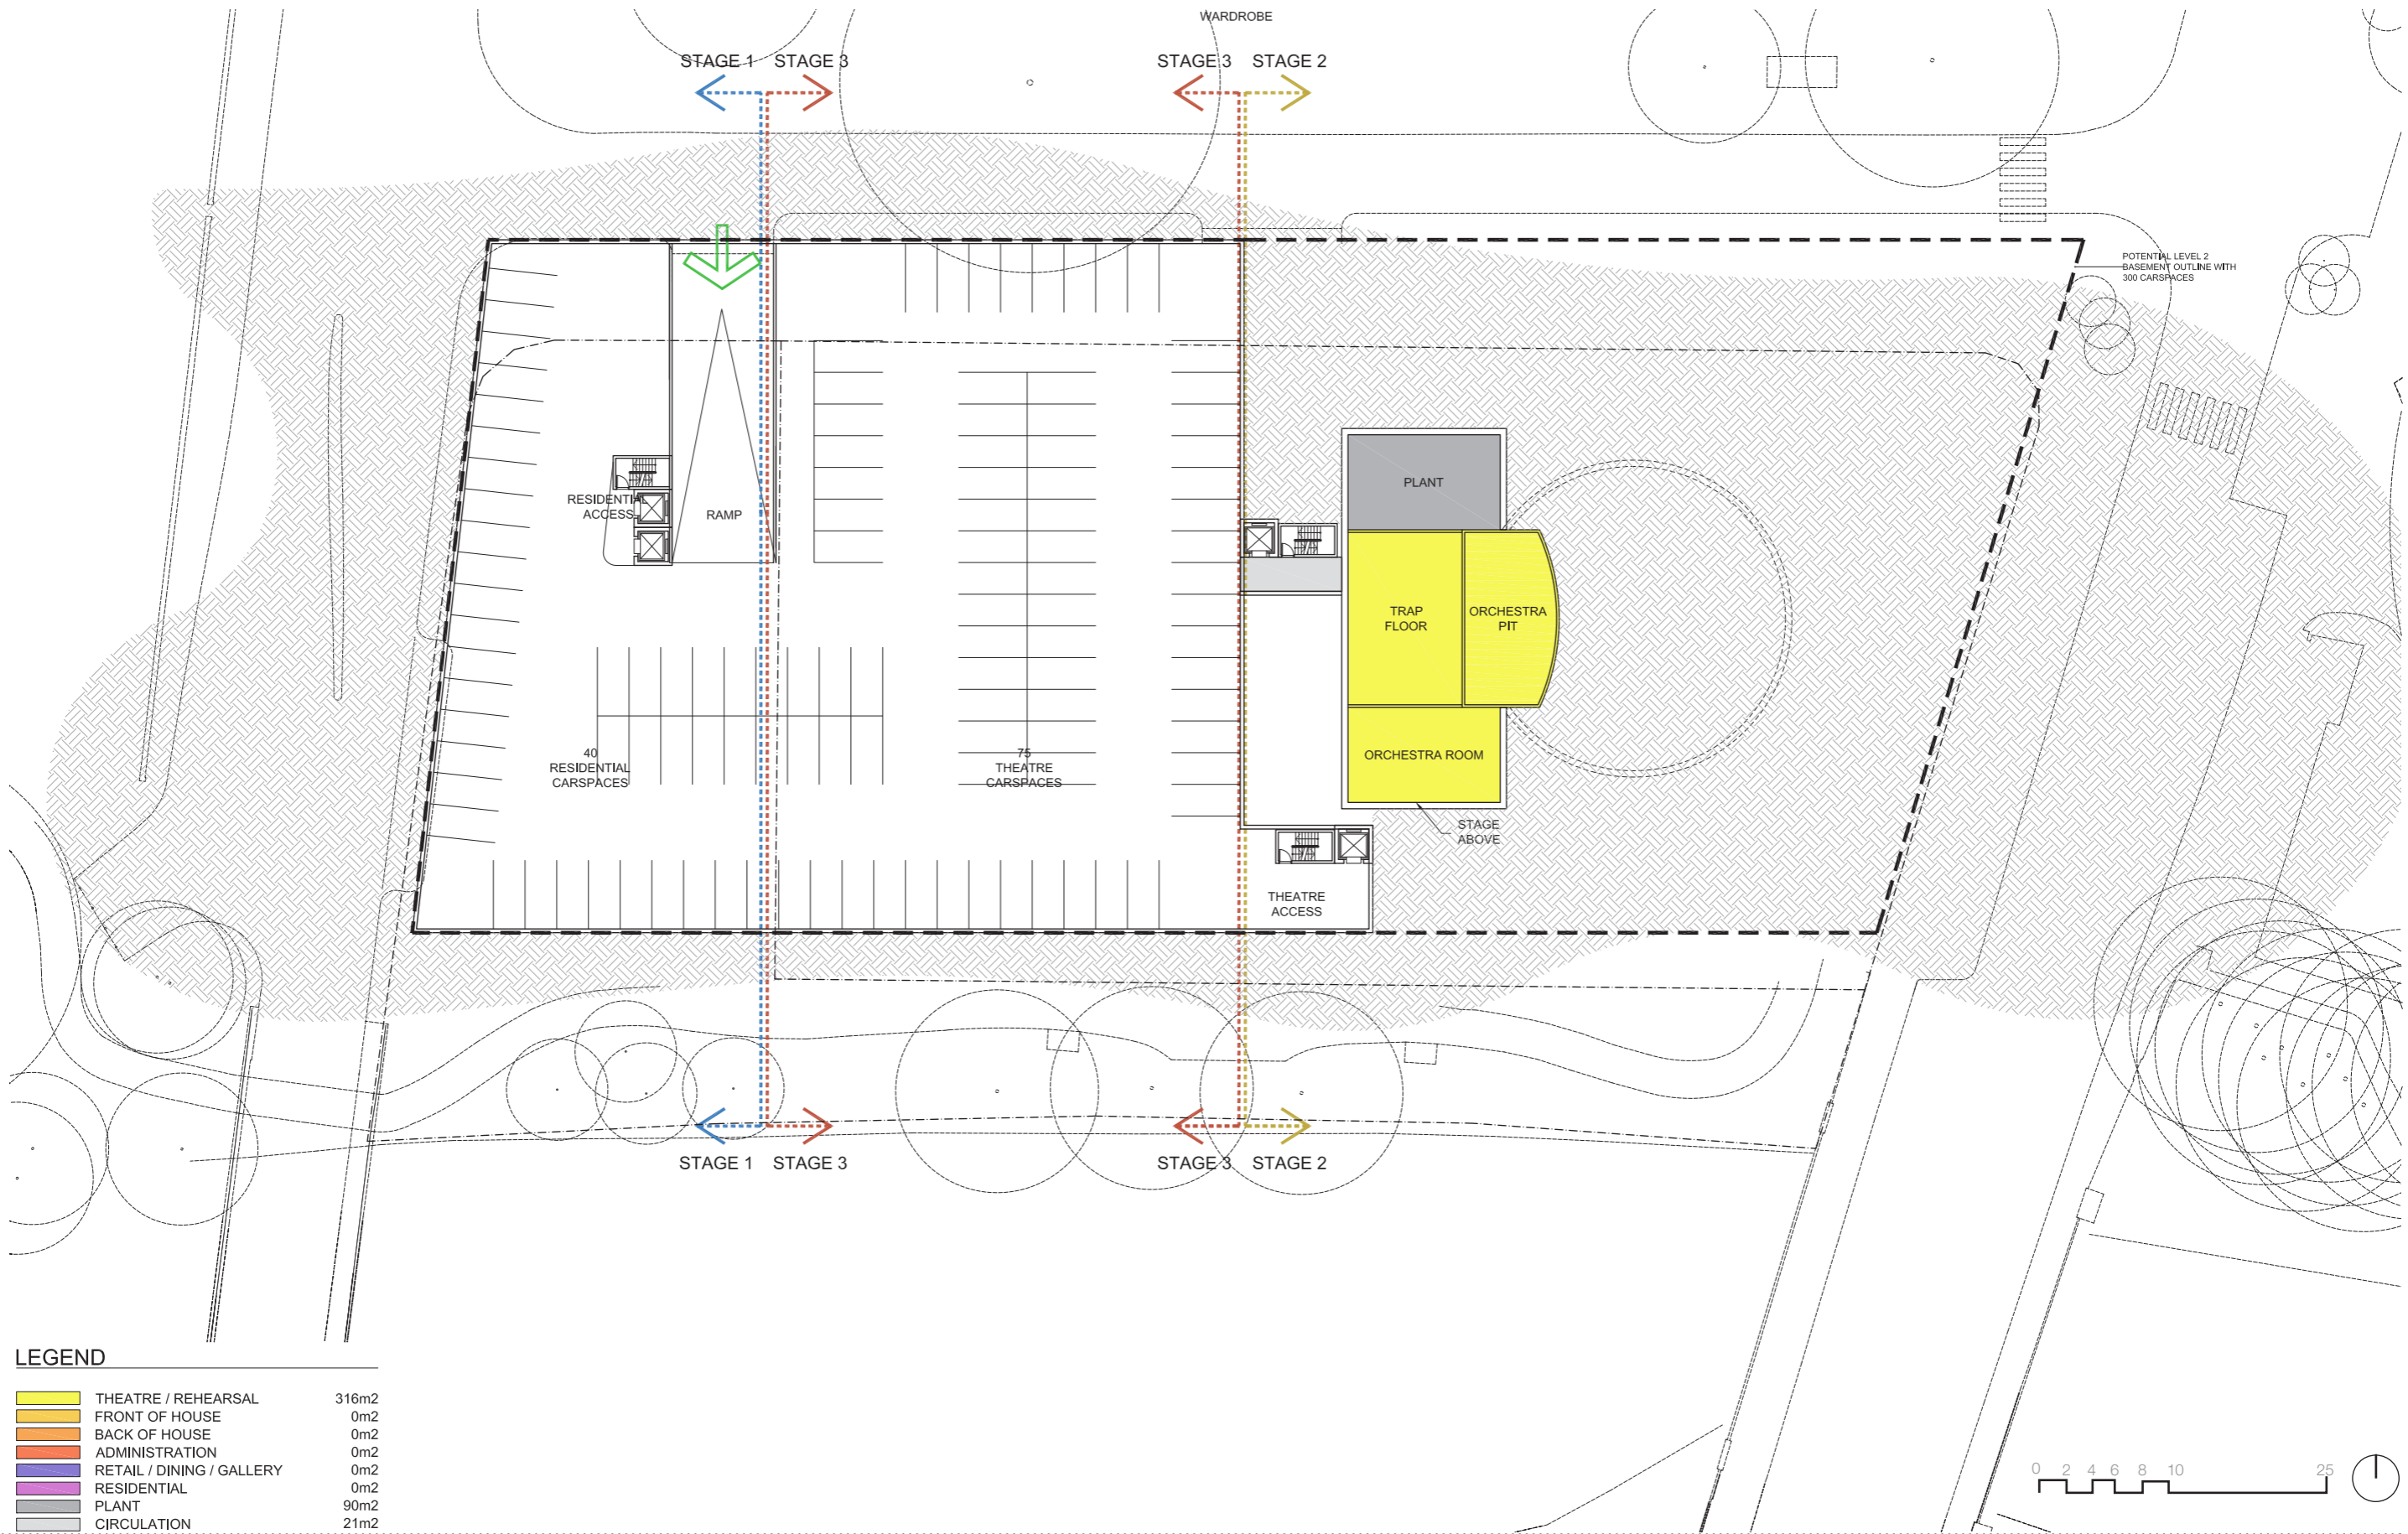 WARDROBE
STAGE 1 STAGE 3 STAGE 3 STAGE 2
POTENTIAL LEVEL 2
BASEMENT OUTLINE WITH
300 CARSPACES
PLANT
RESIDENTIAL
ACCESS
RAMP
TRAP
FLOOR
ORCHESTRA
PIT
40
RESIDENTIAL
CARSPACES
75
THEATRE
CARSPACES
ORCHESTRA ROOM
STAGE
ABOVE
THEATRE
ACCESS
STAGE 1 STAGE 3 STAGE 3 STAGE 2
LEGEND
THEATRE / REHEARSAL 316m2
FRONT OF HOUSE 0m2
BACK OF HOUSE 0m2
ADMINISTRATION 0m2
RETAIL / DINING / GALLERY 0m2
RESIDENTIAL 0m2
PLANT 90m2
CIRCULATION 21m2
0 2 4 6 8 10 25